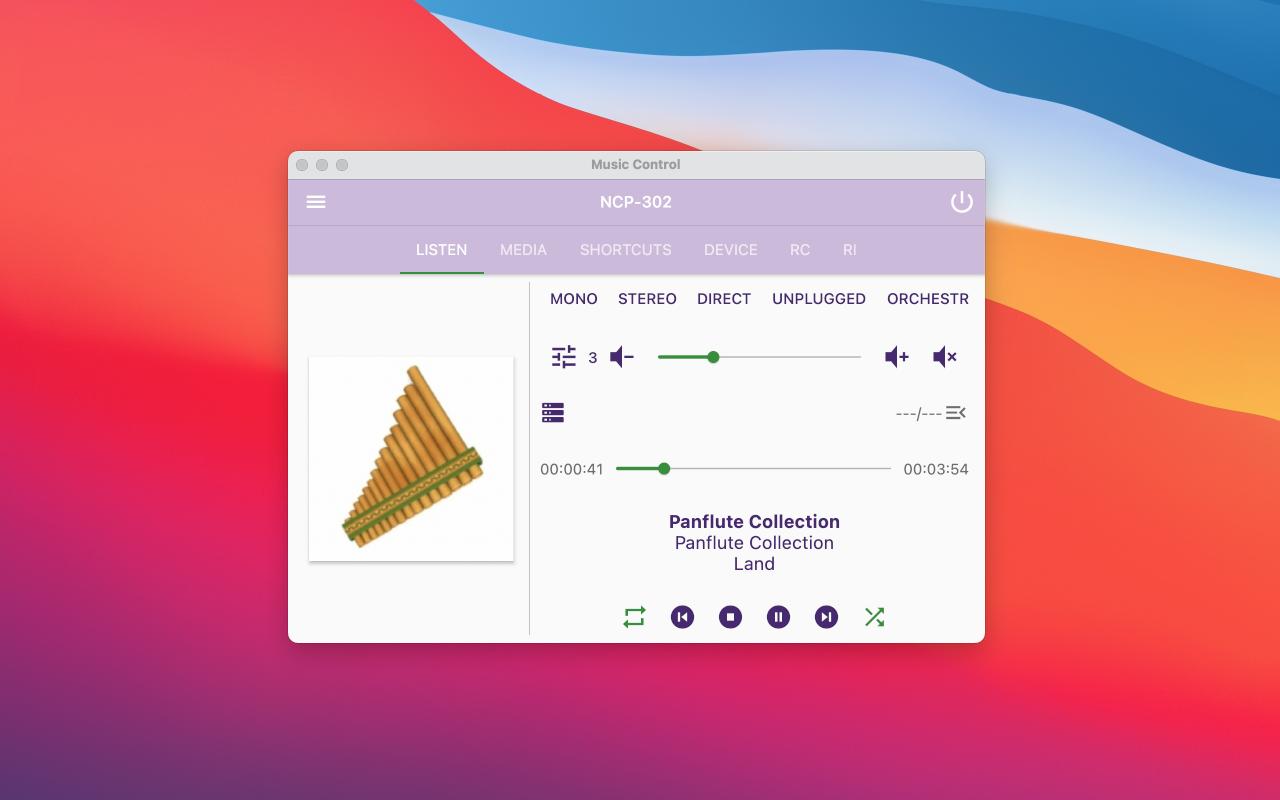 Music Control
NCP-302
LISTEN MEDIA SHORTCUTS DEVICE RC RI
MONO STEREO DIRECT UNPLUGGED ORCHESTR
3
---/---
00:00:41 00:03:54
Panflute Collection
Panflute Collection
Land